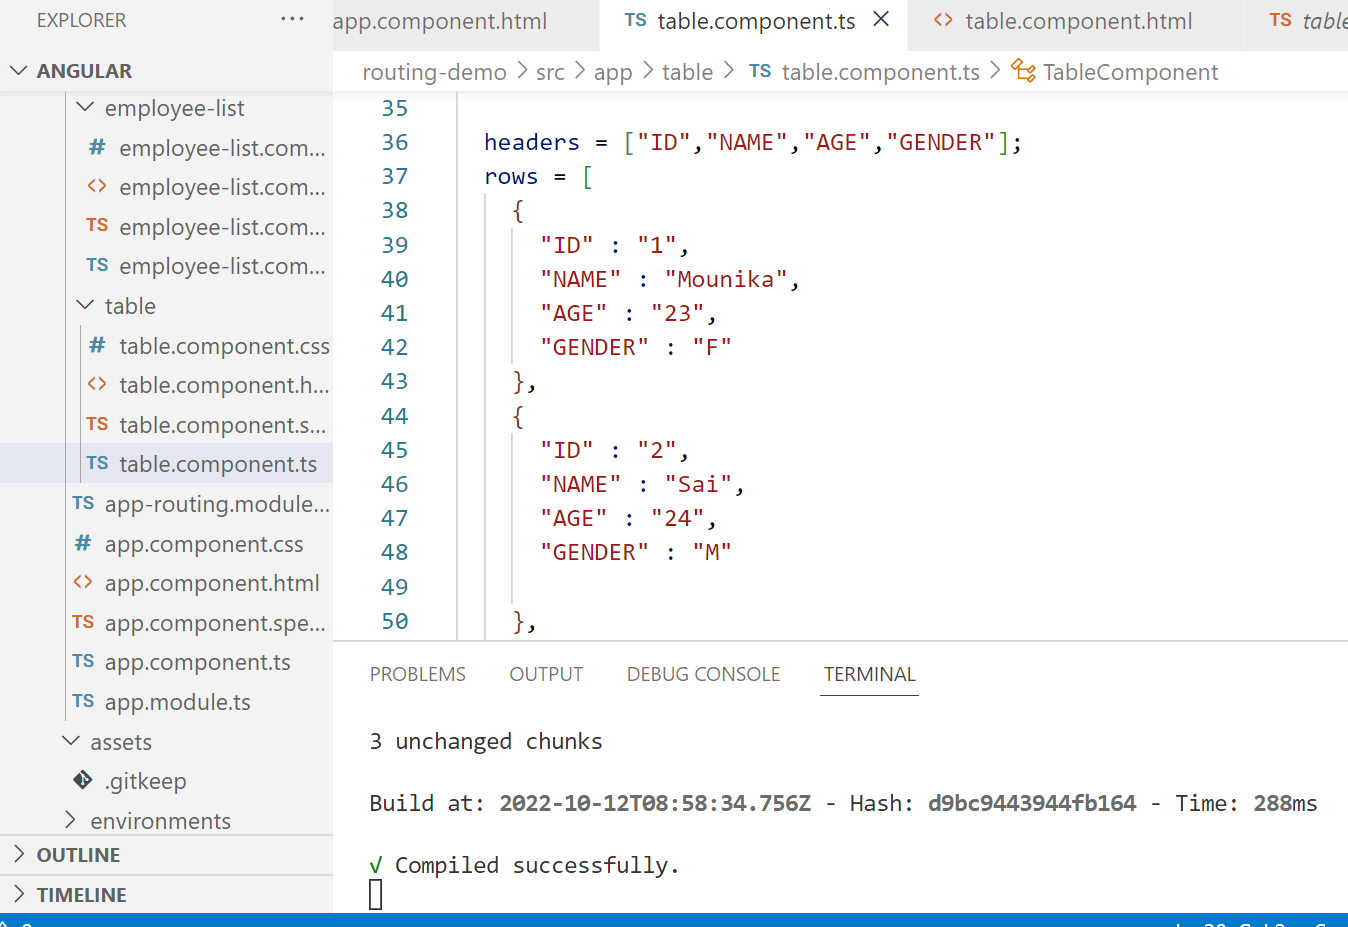 EXPLORER ...
ANGULAR
employee-list
# employee-list.com...
<> employee-list.com...
TS employee-list.com...
TS employee-list.com...
table
# table.component.css
<> table.component.h...
TS table.component.s...
TS table.component.ts
TS app-routing.module...
# app.component.css
<> app.component.html
TS app.component.spe...
TS app.component.ts
TS app.module.ts
assets
.gitkeep
environments
OUTLINE
TIMELINE
app.component.html
TS table.component.ts
<> table.component.html
TS
routing-demo > src > app > table > TS table.component.ts > TableComponent
35
36 headers = ["ID","NAME","AGE","GENDER"];
37 rows = [
38 {
39 "ID" : "1",
40 "NAME" : "Mounika",
41 "AGE" : "23",
42 "GENDER" : "F"
43 },
44 {
45 "ID" : "2",
46 "NAME" : "Sai",
47 "AGE" : "24",
48 "GENDER" : "M"
49
50 },
PROBLEMS OUTPUT DEBUG CONSOLE TERMINAL
3 unchanged chunks
Build at: 2022-10-12T08:58:34.756Z - Hash: d9bc9443944fb164 - Time: 288ms
√ Compiled successfully.